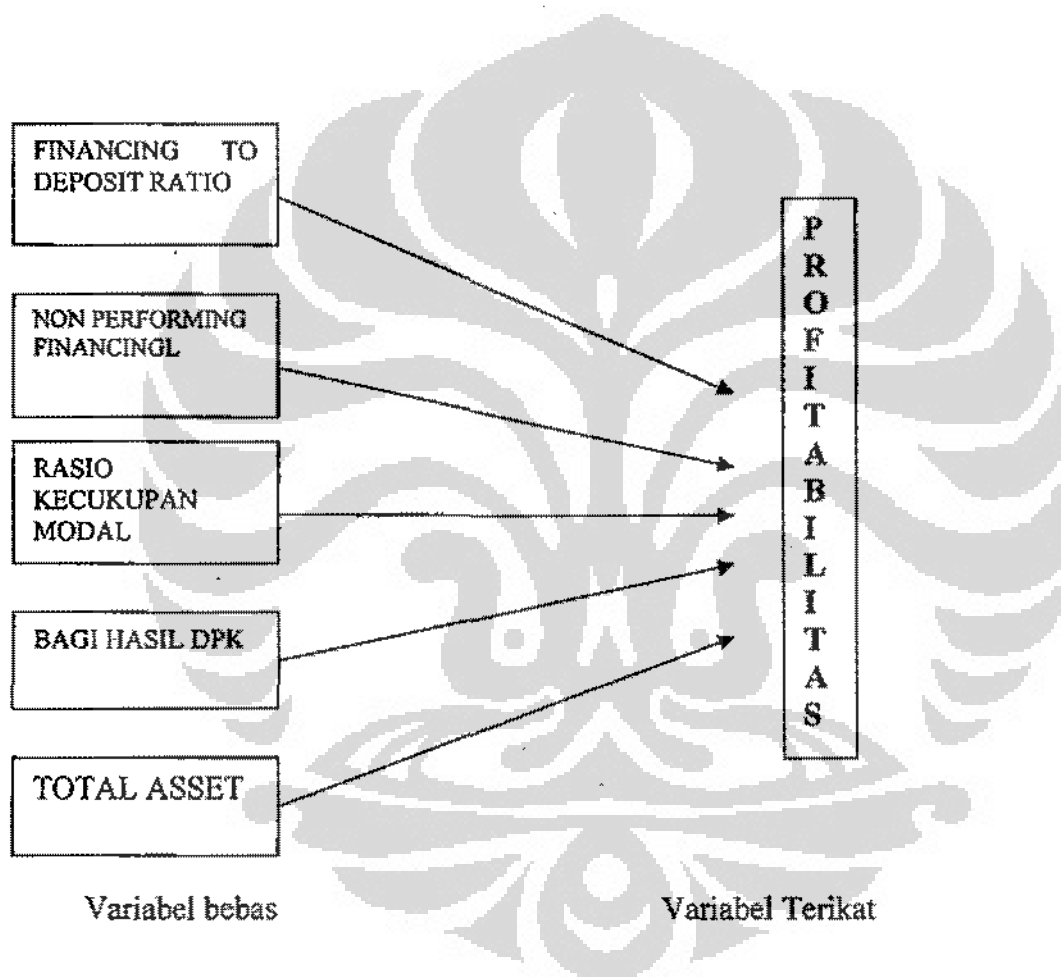 FINANCING TO
DEPOSIT RATIO
NON PERFORMING
FINANCINGL
RASIO
KECUKUPAN
MODAL
BAGI HASIL DPK
TOTAL ASSET
P
R
O
F
I
T
A
B
I
L
I
T
A
S
Variabel bebas
Variabel Terikat